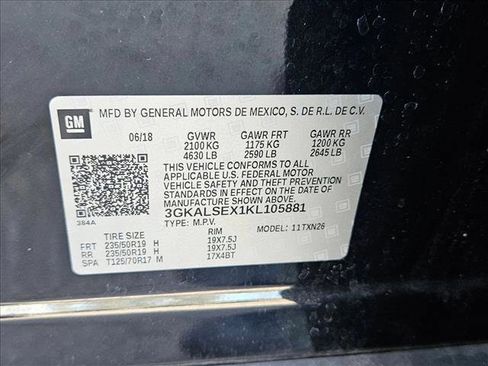 GM
MFD BY GENERAL MOTORS DE MEXICO, S. DE R.L. DE C.V.
06/18 GVWR GAWR FRT GAWR RR
2100 KG 1175 KG 1200 KG
4630 LB 2590 LB 2645 LB
THIS VEHICLE CONFORMS TO ALL
APPLICABLE U.S. FEDERAL MOTOR
VEHICLE SAFETY AND THEFT PREVENTION
STANDARDS IN EFFECT ON THE DATE OF
MANUFACTURE SHOWN ABOVE.
384A
3GKALSEX1KL105881
TYPE: M.P.V. MODEL: 11TXN26
TIRE SIZE RIM
FRT 235/50R19 H 19X7.5J
RR 235/50R19 H 19X7.5J
SPA T125/70R17 M 17X4BT